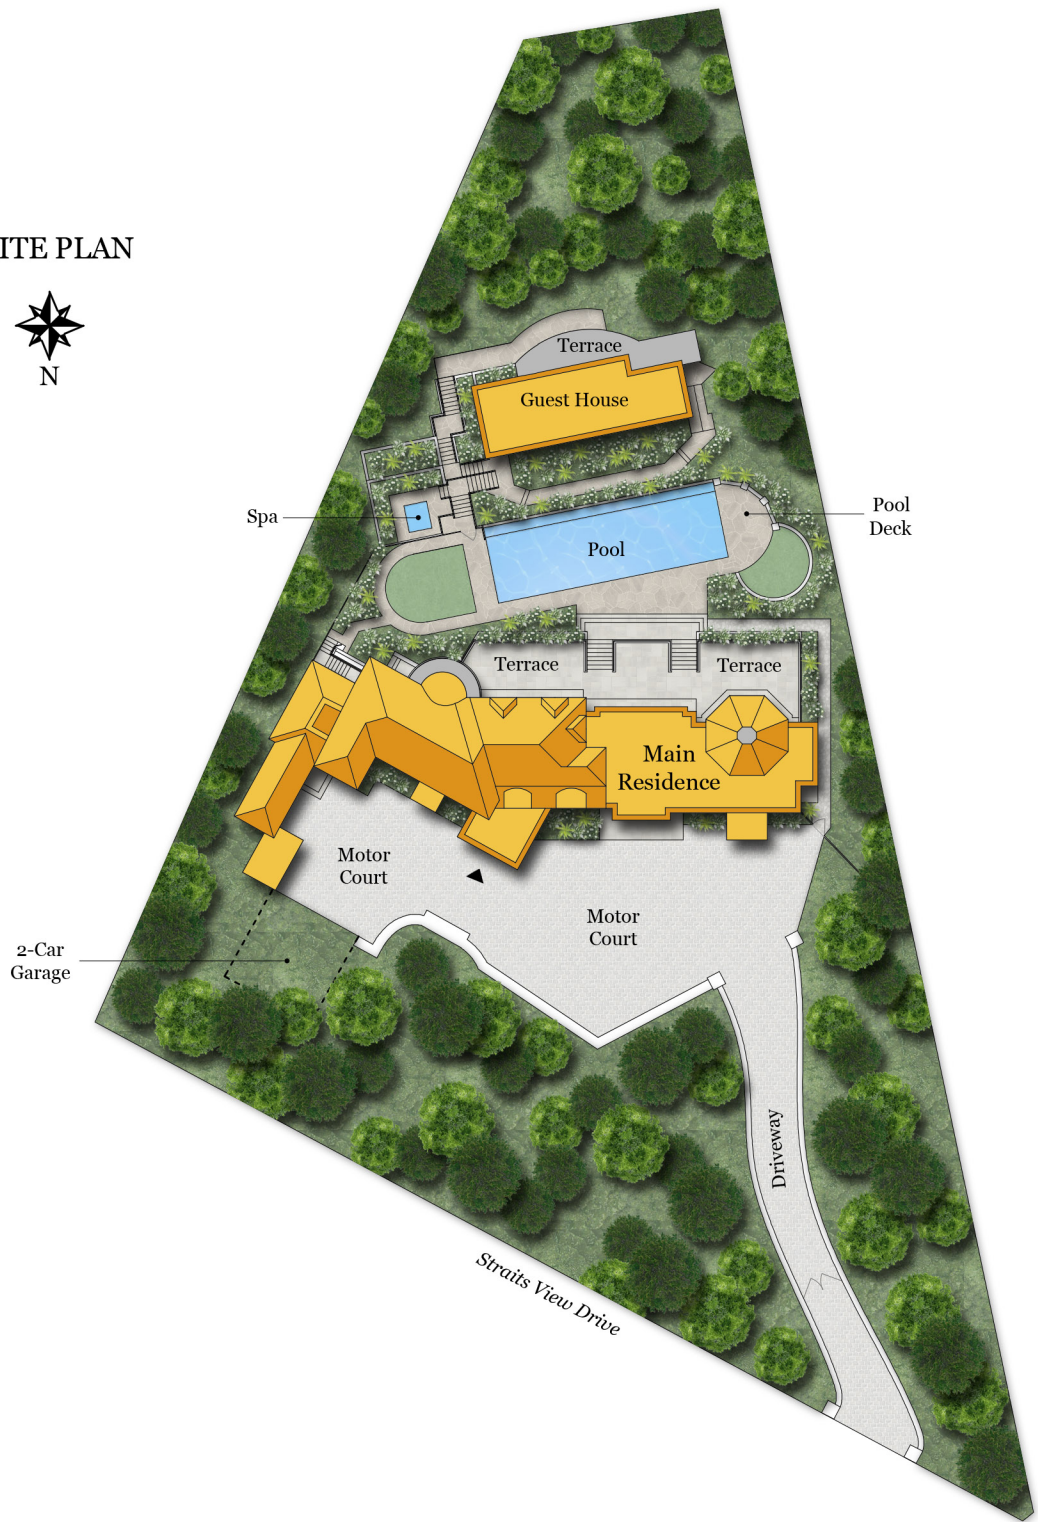 ITE PLAN
N
Terrace
Guest House
Spa
Pool
Deck
Pool
Terrace
Terrace
Main
Residence
Motor
Court
Motor
Court
2-Car
Garage
Driveway
Straits View Drive